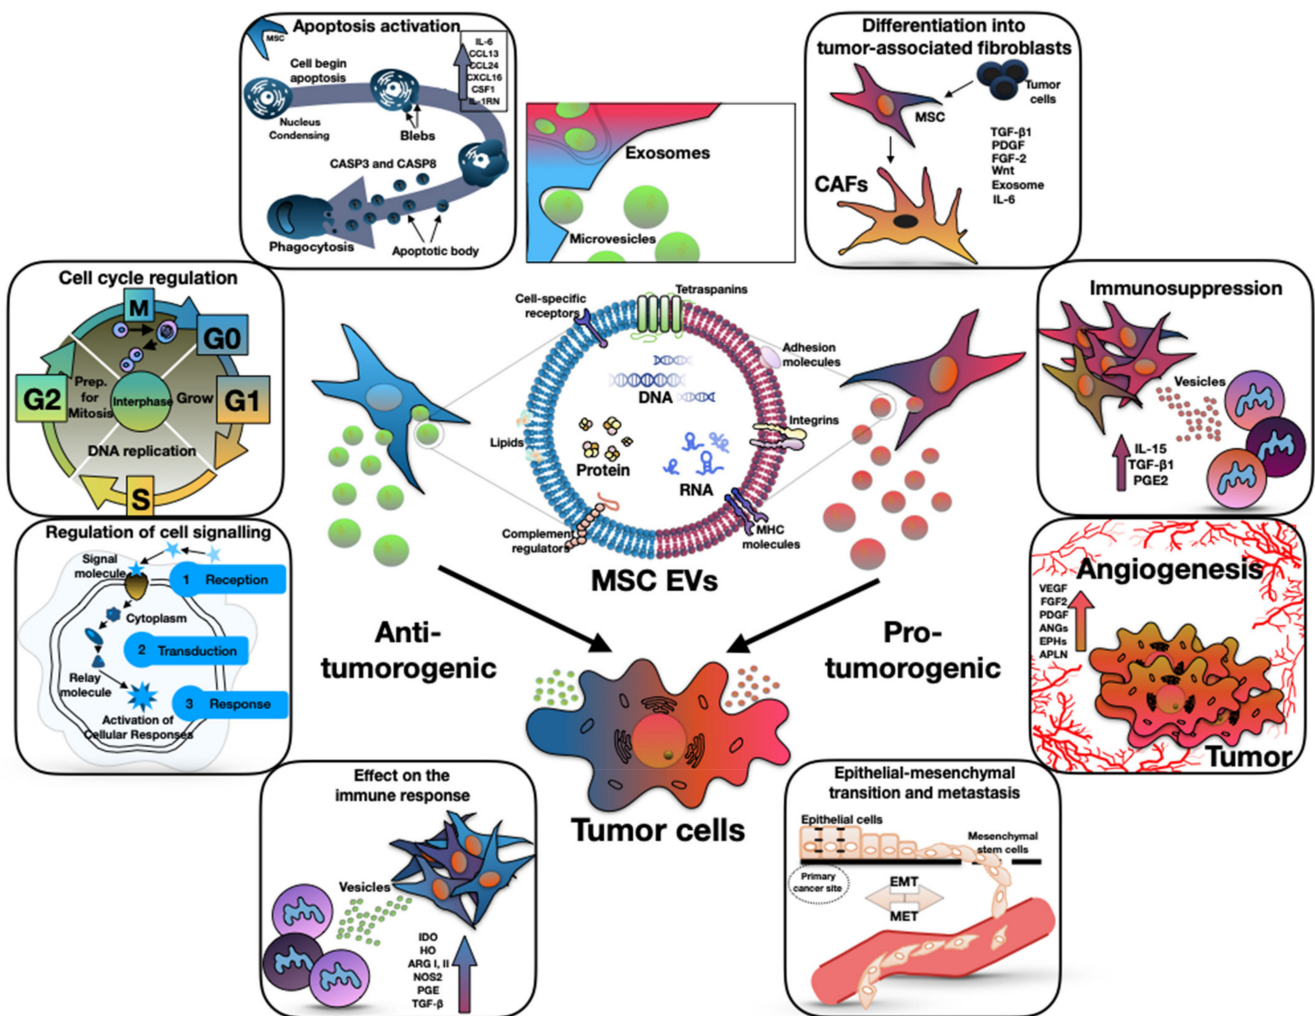 Apoptosis activation
MSC
Cell begin
apoptosis
IL-6
CCL13
CCL24
CXCL16
CSF1
IL-1RN
Nucleus
Condensing
Blebs
CASP3 and CASP8
Phagocytosis
Apoptotic body
Exosomes
Microvesicles
Differentiation into
tumor-associated fibroblasts
Tumor
cells
MSC
CAFs
TGF-β1
PDGF
FGF-2
Wnt
Exosome
IL-6
Cell cycle regulation
M
G0
G2
Prep.
for
Mitosis
Interphase
Grow
G1
DNA replication
S
Cell-specific
receptors
Tetraspanins
Adhesion
molecules
DNA
Integrins
Lipids
Protein
RNA
Complement
regulators
MHC
molecules
MSC EVs
Immunosuppression
Vesicles
IL-15
TGF-β1
PGE2
Regulation of cell signalling
Signal
molecule
1 Reception
Cytoplasm
2 Transduction
Relay
molecule
3 Response
Activation of
Cellular Responses
Anti-
tumorogenic
Pro-
tumorogenic
Angiogenesis
VEGF
FGF2
PDGF
ANGs
EPHs
APLN
Tumor
Tumor cells
Effect on the
immune response
Vesicles
IDO
HO
ARG I, II
NOS2
PGE
TGF-β
Epithelial-mesenchymal
transition and metastasis
Epithelial cells
Mesenchymal
stem cells
Primary
cancer site
EMT
MET